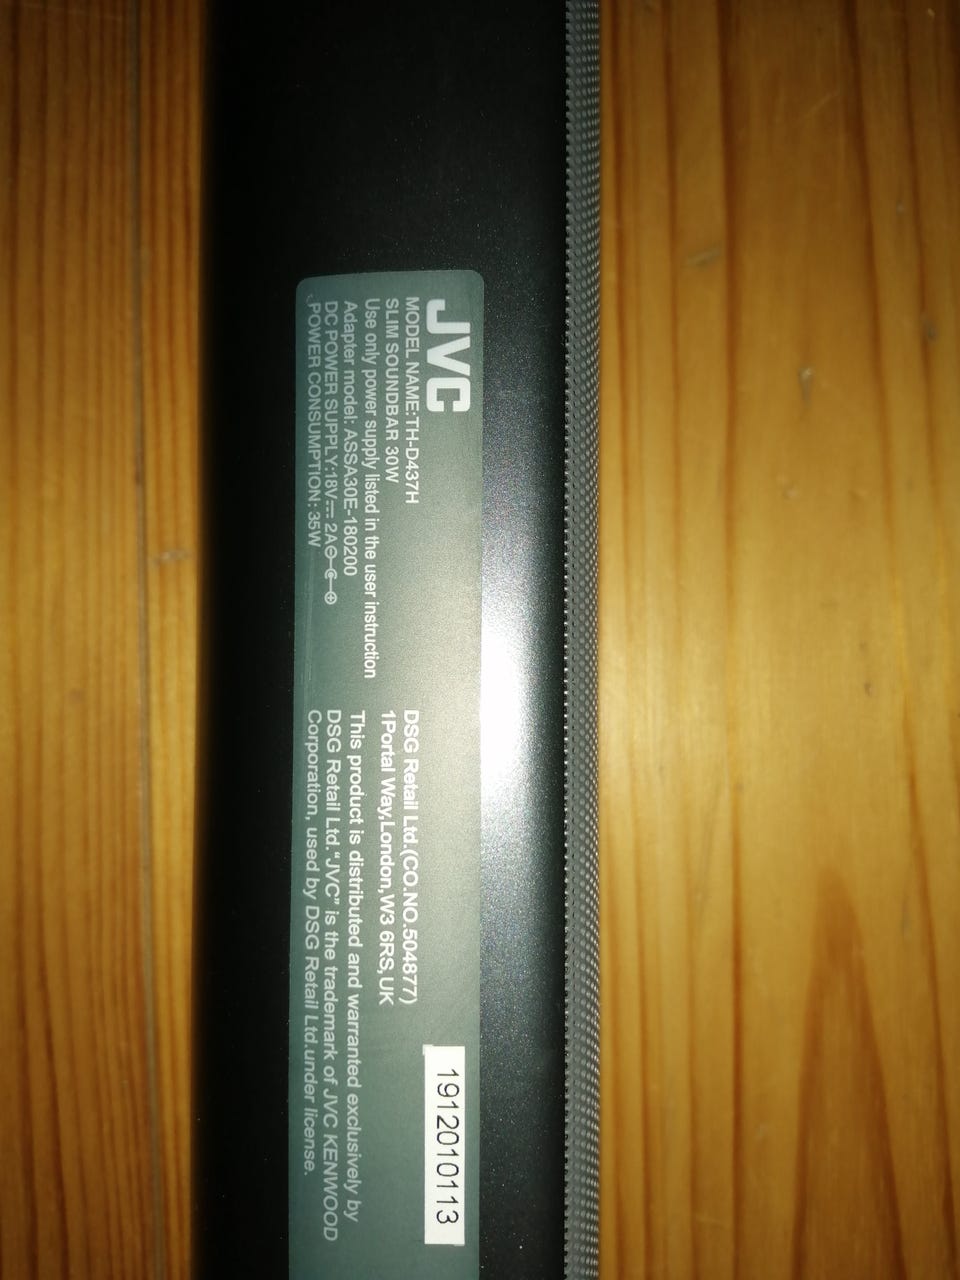 JVC
MODEL NAME:TH-D437H
SLIM SOUNDBAR 30W
Use only power supply listed in the user instruction
Adapter model: ASSA30E-180200
DC POWER SUPPLY:18V 2A
POWER CONSUMPTION: 35W
DSG Retail Ltd.(CO.NO.504877)
1Portal Way,London,W3 6RS,UK
This product is distributed and warranted exclusively by
DSG Retail Ltd."JVC" is the trademark of JVC KENWOOD
Corporation, used by DSG Retail Ltd.under license.
1912010113